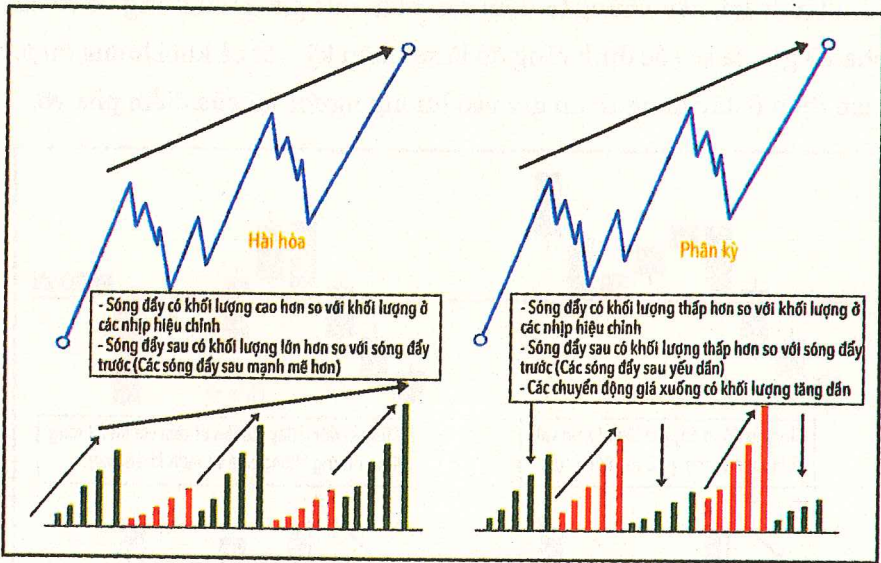 Hài hòa
- Sóng đẩy có khối lượng cao hơn so với khối lượng ở
các nhịp hiệu chỉnh
- Sóng đẩy sau có khối lượng lớn hơn so với sóng đẩy
trước (Các sóng đẩy sau mạnh mẽ hơn)
Phân kỳ
- Sóng đẩy có khối lượng thấp hơn so với khối lượng ở
các nhịp hiệu chỉnh
- Sóng đẩy sau có khối lượng thấp hơn so với sóng đẩy
trước (Các sóng đẩy sau yếu dần)
- Các chuyển động giá xuống có khối lượng tăng dần